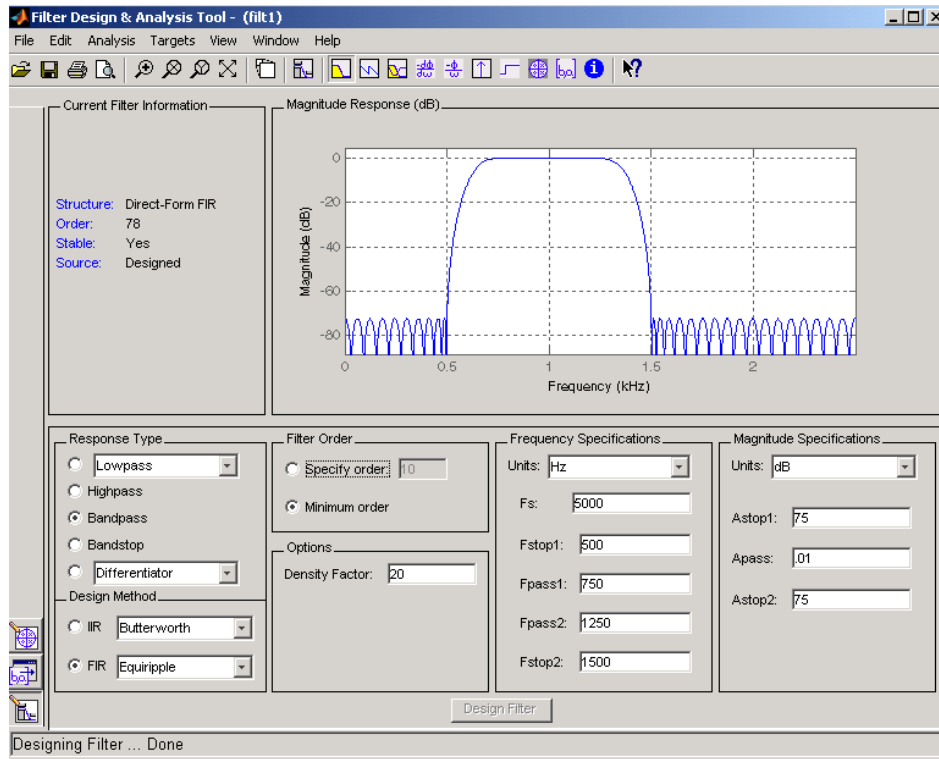 Filter Design & Analysis Tool - (filt1)
File Edit Analysis Targets View Window Help
Current Filter Information
Structure: Direct-Form FIR
Order: 78
Stable: Yes
Source: Designed
Magnitude Response (dB)
0
-20
-40
-60
-80
Magnitude (dB)
0 0.5 1 1.5 2
Frequency (kHz)
Response Type
Lowpass
Highpass
Bandpass
Bandstop
Differentiator
Design Method
IIR Butterworth
FIR Equiripple
Filter Order
Specify order: 10
Minimum order
Options
Density Factor: 20
Frequency Specifications
Units: Hz
Fs: 5000
Fstop1: 500
Fpass1: 750
Fpass2: 1250
Fstop2: 1500
Magnitude Specifications
Units: dB
Astop1: 75
Apass: .01
Astop2: 75
Design Filter
Designing Filter ... Done